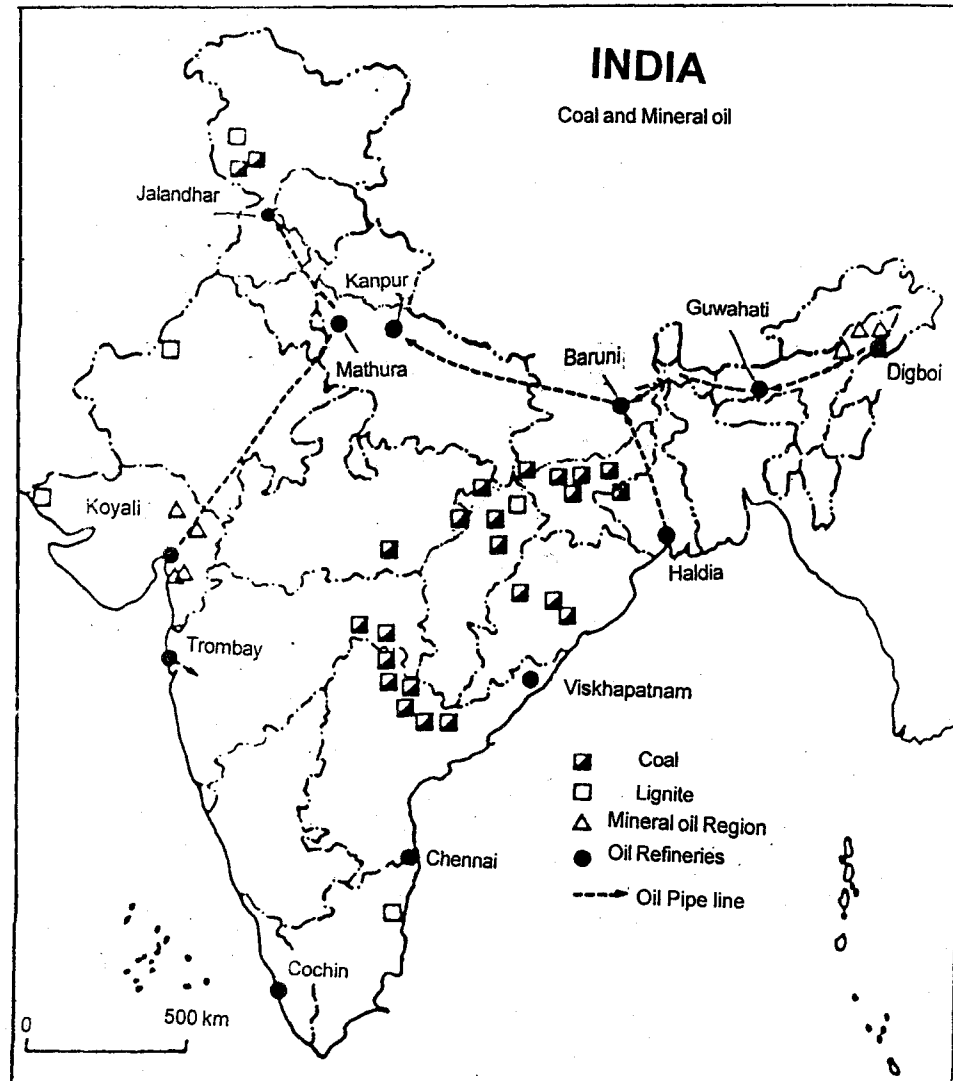 INDIA
Coal and Mineral oil
Jalandhar
Kanpur
Guwahati
Baruni
Mathura
Digboi
Koyali
Haldia
Trombay
Viskhapatnam
Coal
Lignite
Mineral oil Region
Oil Refineries
Oil Pipe line
Chennai
Cochin
0 500 km